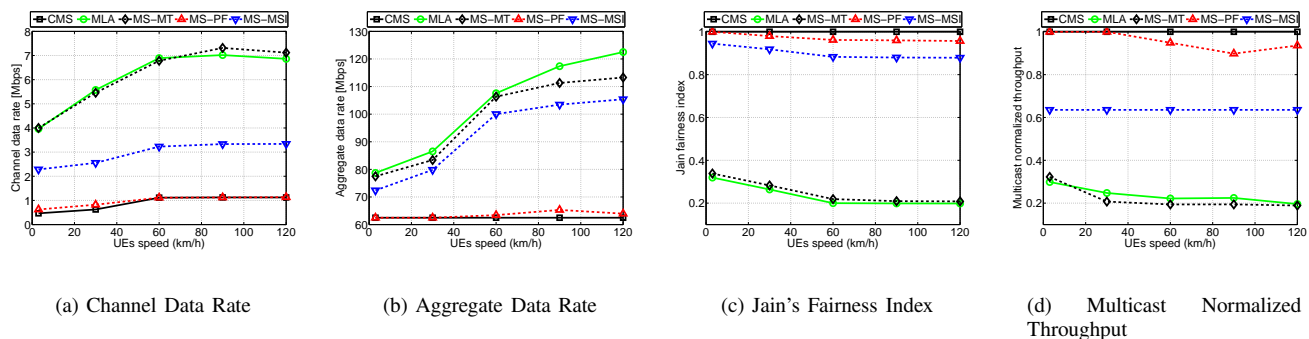 CMS MLA MS−MT MS−PF MS−MSI
8
7
6
5
4
3
2
1
0
Channel data rate [Mbps]
0 20 40 60 80 100 120
UEs speed (km/h)
(a) Channel Data Rate
CMS MLA MS−MT MS−PF MS−MSI
130
120
110
100
90
80
70
60
Aggregate data rate [Mbps]
0 20 40 60 80 100 120
UEs speed (km/h)
(b) Aggregate Data Rate
CMS MLA MS−MT MS−PF MS−MSI
1
0.8
0.6
0.4
0.2
Jain fairness index
0 20 40 60 80 100 120
UEs speed (km/h)
(c) Jain's Fairness Index
CMS MLA MS−MT MS−PF MS−MSI
1
0.8
0.6
0.4
0.2
Multicast normalized throughput
0 20 40 60 80 100 120
UEs speed (km/h)
(d) Multicast Normalized
Throughput